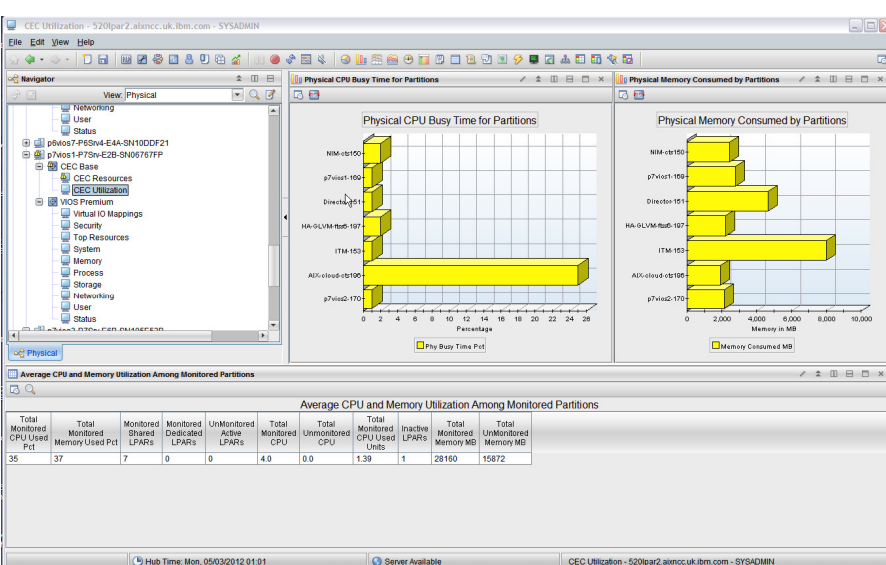 CEC Utilization - 520lpar2.aixncc.uk.ibm.com - SYSADMIN
File Edit View Help
Navigator
View: Physical
Networking
User
Status
p6vios7-P6Srv4-E4A-SN10DDF21
p7vios1-P7Srv-E2B-SN06767FP
CEC Base
CEC Resources
CEC Utilization
VIOS Premium
Virtual IO Mappings
Security
Top Resources
System
Memory
Process
Storage
Networking
User
Status
Physical
Physical CPU Busy Time for Partitions
Physical CPU Busy Time for Partitions
NIM-cts150
p7vios1-169
Director-151
HA-GLVM-ftss6-197
ITM-153
AIX-cloud-cts196
p7vios2-170
0 2 4 6 8 10 12 14 16 18 20 22 24 26
Percentage
Phy Busy Time Pct
Physical Memory Consumed by Partitions
Physical Memory Consumed by Partitions
NIM-cts150
p7vios1-169
Director-151
HA-GLVM-ftss6-197
ITM-153
AIX-cloud-cts196
p7vios2-170
0 2,000 4,000 6,000 8,000 10,000
Memory in MB
Memory Consumed MB
Average CPU and Memory Utilization Among Monitored Partitions
Average CPU and Memory Utilization Among Monitored Partitions
Total Monitored CPU Used Pct
Total Monitored Memory Used Pct
Monitored Shared LPARs
Monitored Dedicated LPARs
UnMonitored Active LPARs
Total Monitored CPU
Total Unmonitored CPU
Total Monitored CPU Used Units
Inactive LPARs
Total Monitored Memory MB
Total UnMonitored Memory MB
35 37 7 0 0 4.0 0.0 1.39 1 28160 15872
Hub Time: Mon, 05/03/2012 01:01
Server Available
CEC Utilization - 520lpar2.aixncc.uk.ibm.com - SYSADMIN